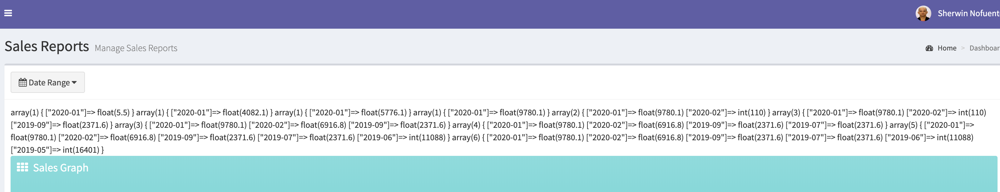 Sherwin Nofuent
Sales Reports Manage Sales Reports
Home > Dashboar
Date Range
array(1) { ["2020-01"]=> float(5.5) } array(1) { ["2020-01"]=> float(4082.1) } array(1) { ["2020-01"]=> float(5776.1) } array(1) { ["2020-01"]=> float(9780.1) } array(2) { ["2020-01"]=> float(9780.1) ["2020-02"]=> int(110) } array(3) { ["2020-01"]=> float(9780.1) ["2020-02"]=> int(110)
["2019-09"]=> float(2371.6) } array(3) { ["2020-01"]=> float(9780.1) ["2020-02"]=> float(6916.8) ["2019-09"]=> float(2371.6) } array(4) { ["2020-01"]=> float(9780.1) ["2020-02"]=> float(6916.8) ["2019-09"]=> float(2371.6) ["2019-07"]=> float(2371.6) } array(5) { ["2020-01"]=>
float(9780.1) ["2020-02"]=> float(6916.8) ["2019-09"]=> float(2371.6) ["2019-07"]=> float(2371.6) ["2019-06"]=> int(11088) } array(6) { ["2020-01"]=> float(9780.1) ["2020-02"]=> float(6916.8) ["2019-09"]=> float(2371.6) ["2019-07"]=> float(2371.6) ["2019-06"]=> int(11088)
["2019-05"]=> int(16401) }
Sales Graph